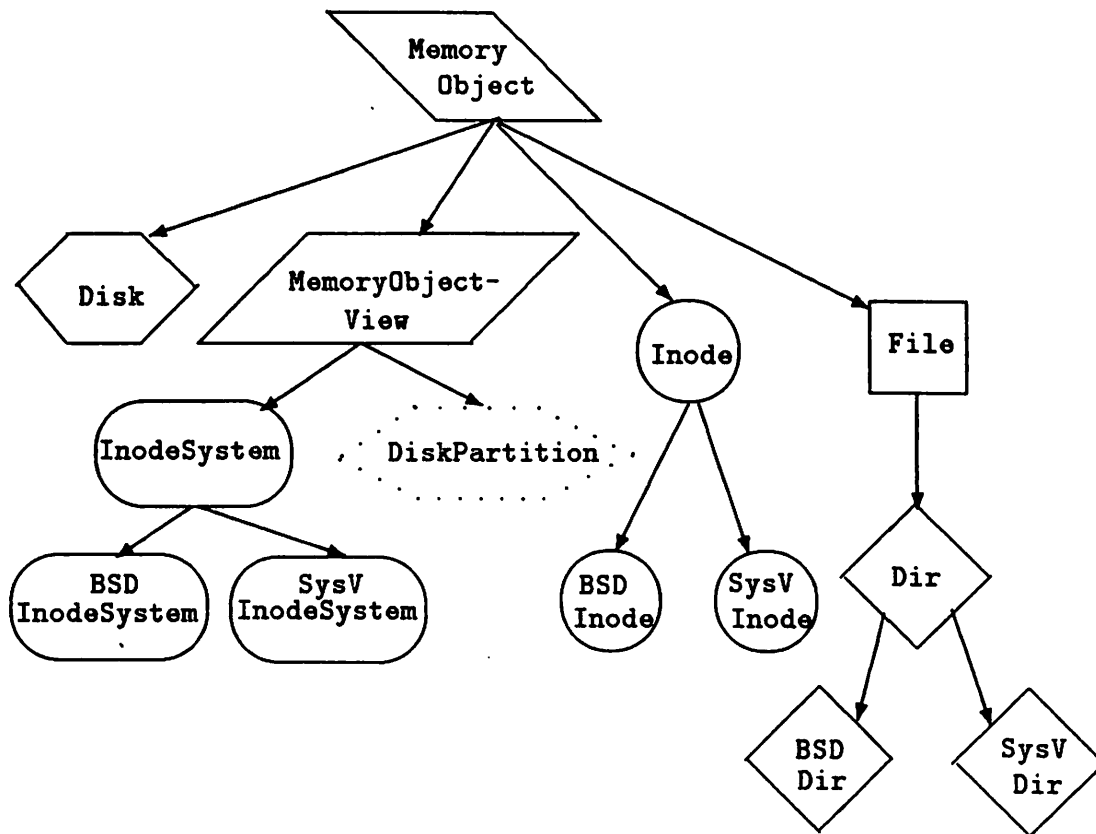 Memory
Object
Disk
MemoryObject-
View
Inode
File
InodeSystem
DiskPartition
BSD
InodeSystem
SysV
InodeSystem
BSD
Inode
SysV
Inode
Dir
BSD
Dir
SysV
Dir